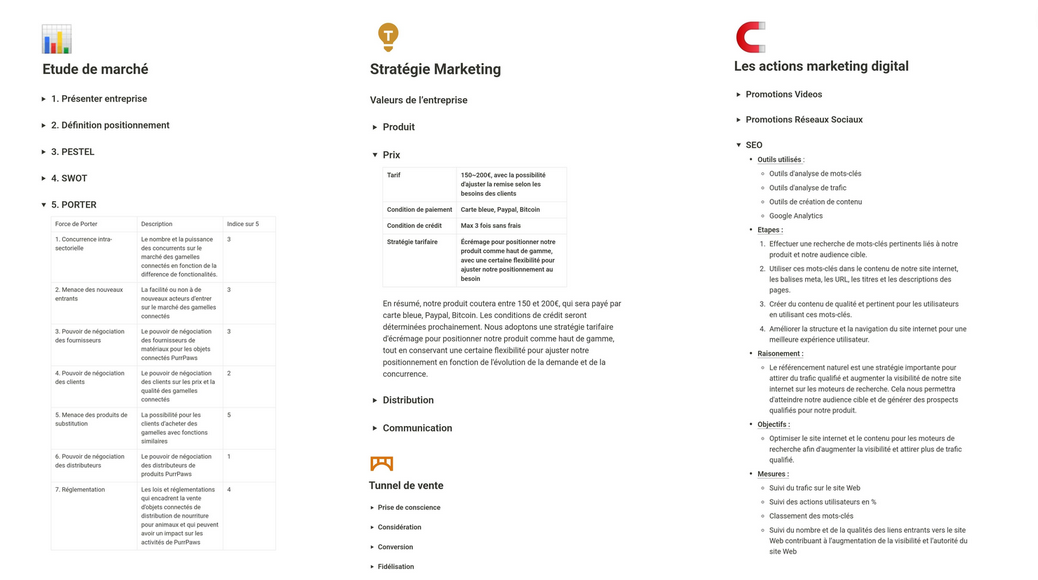 Etude de marché
1. Présenter entreprise
2. Définition positionnement
3. PESTEL
4. SWOT
5. PORTER
Force de Porter Description Indice sur 5
1. Concurrence intra-
sectorielle
Le nombre et la puissance
des concurrents sur le
marché des gamelles
connectés en fonction de la
difference de fonctionalités.
3
2. Menace des nouveaux
entrants
La facilité ou non à de
nouveaux acteurs d'entrer
sur le marché des gamelles
connectés
3
3. Pouvoir de négociation
des fournisseurs
Le pouvoir de négociation
des fournisseurs de
matériaux pour les objets
connectés PurrPaws
3
4. Pouvoir de négociation
des clients
Le pouvoir de négociation
des clients sur les prix et la
qualité des gamelles
connectés
2
5. Menace des produits de
substitution
La possibilité pour les
clients d'acheter des
gamelles avec fonctions
similaires
5
6. Pouvoir de négociation
des distributeurs
Le pouvoir de négociation
des distributeurs de
produits PurrPaws
1
7. Réglementation
Les lois et réglementations
qui encadrent la vente
d'objets connectés de
distribution de nourriture
pour animaux et qui peuvent
avoir un impact sur les
activités de PurrPaws
4
T
Stratégie Marketing
Valeurs de l'entreprise
Produit
Prix
Tarif
150~200€, avec la possibilité
d'ajuster la remise selon les
besoins des clients
Condition de paiement Carte bleue, Paypal, Bitcoin
Condition de crédit Max 3 fois sans frais
Stratégie tarifaire
Écrémage pour positionner notre
produit comme haut de gamme,
avec une certaine flexibilité pour
ajuster notre positionnement au
besoin
En résumé, notre produit coutera entre 150 et 200€, qui sera payé par
carte bleue, Paypal, Bitcoin. Les conditions de crédit seront
déterminées prochainement. Nous adoptons une stratégie tarifaire
d'écrémage pour positionner notre produit comme haut de gamme,
tout en conservant une certaine flexibilité pour ajuster notre
positionnement en fonction de l'évolution de la demande et de la
concurrence.
Distribution
Communication
Tunnel de vente
Prise de conscience
Considération
Conversion
Fidélisation
Les actions marketing digital
Promotions Videos
Promotions Réseaux Sociaux
SEO
Outils utilisés :
Outils d'analyse de mots-clés
Outils d'analyse de trafic
Outils de création de contenu
Google Analytics
Etapes :
1. Effectuer une recherche de mots-clés pertinents liés à notre
produit et notre audience cible.
2. Utiliser ces mots-clés dans le contenu de notre site internet,
les balises meta, les URL, les titres et les descriptions des
pages.
3. Créer du contenu de qualité et pertinent pour les utilisateurs
en utilisant ces mots-clés.
4. Améliorer la structure et la navigation du site internet pour une
meilleure expérience utilisateur.
Raisonement :
Le référencement naturel est une stratégie importante pour
attirer du trafic qualifié et augmenter la visibilité de notre site
internet sur les moteurs de recherche. Cela nous permettra
d'atteindre notre audience cible et de générer des prospects
qualifiés pour notre produit.
Objectifs :
Optimiser le site internet et le contenu pour les moteurs de
recherche afin d'augmenter la visibilité et attirer plus de trafic
qualifié.
Mesures :
Suivi du trafic sur le site Web
Suivi des actions utilisateurs en %
Classement des mots-clés
Suivi du nombre et de la qualités des liens entrants vers le site
Web contribuant à l'augmentation de la visibilité et l'autorité du
site Web